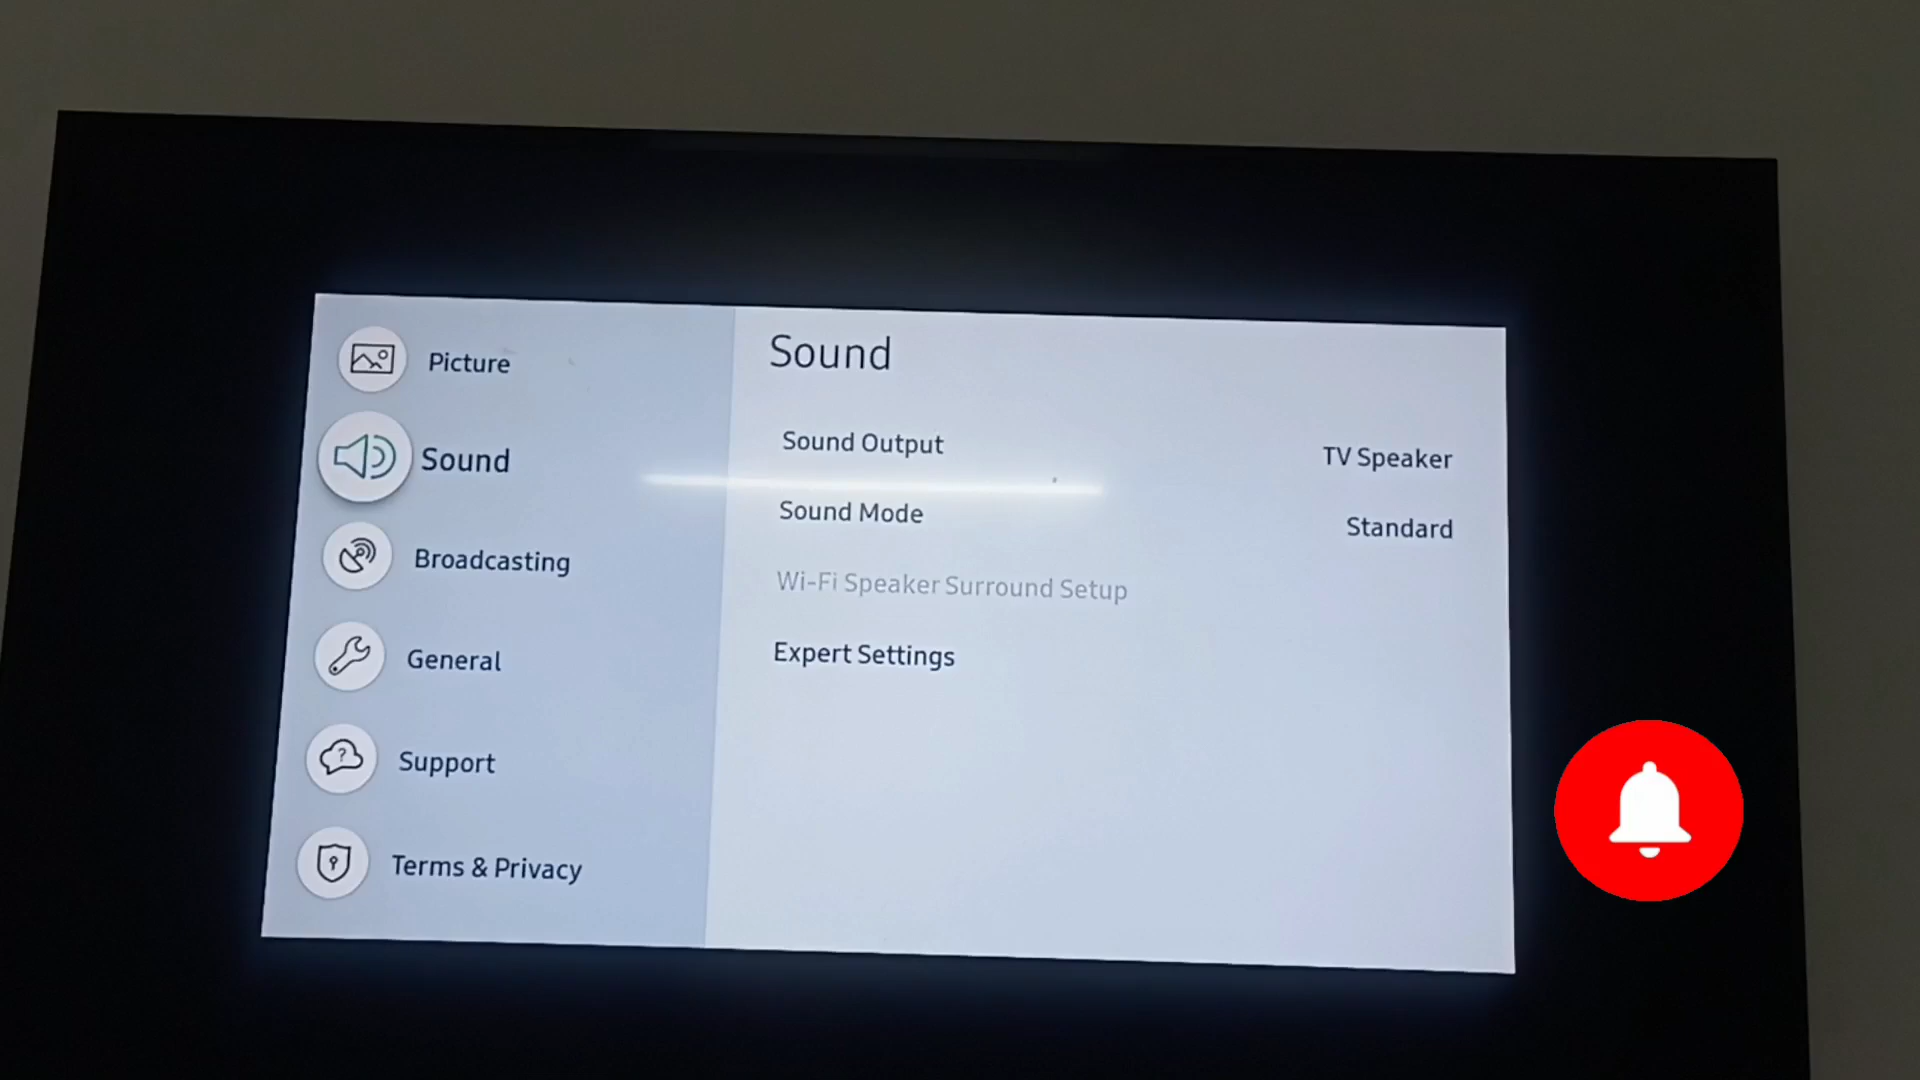 Picture
Sound
Broadcasting
General
Support
Terms & Privacy
Sound
Sound Output TV Speaker
Sound Mode Standard
Wi-Fi Speaker Surround Setup
Expert Settings